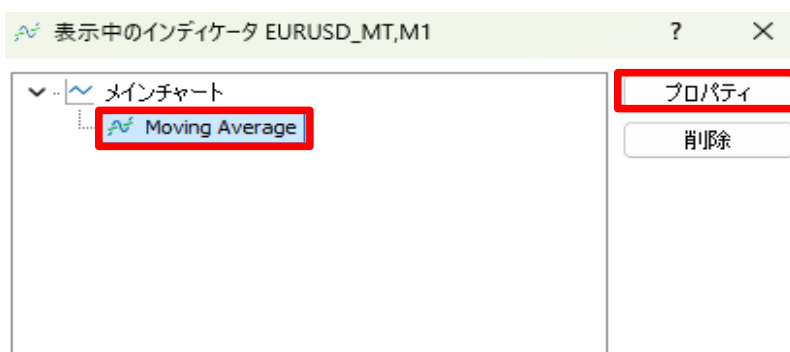 表示中のインディケータ EURUSD_MT,M1
?
メインチャート
プロパティ
Moving Average
削除